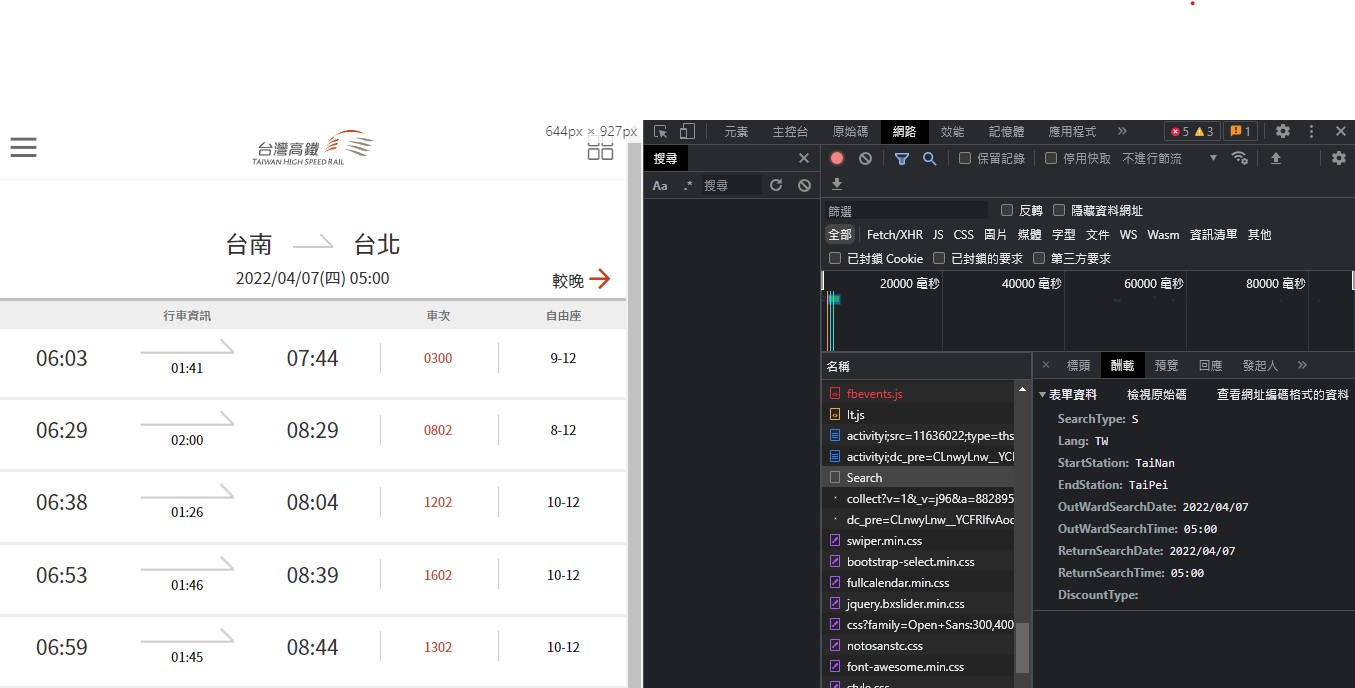 644px × 927px
台灣高鐵
TAIWAN HIGH SPEED RAIL
台南 台北
2022/04/07(四) 05:00
較晚
行車資訊 車次 自由座
06:03 01:41 07:44 0300 9-12
06:29 02:00 08:29 0802 8-12
06:38 01:26 08:04 1202 10-12
06:53 01:46 08:39 1602 10-12
06:59 01:45 08:44 1302 10-12
元素 主控台 原始碼 網路 效能 記憶體 應用程式 » 5 3 1
搜尋
Aa .* 搜尋
保留記錄 停用快取 不進行節流
篩選 反轉 隱藏資料網址
全部 Fetch/XHR JS CSS 圖片 媒體 字型 文件 WS Wasm 資訊清單 其他
已封鎖 Cookie 已封鎖的要求 第三方要求
20000 毫秒 40000 毫秒 60000 毫秒 80000 毫秒
名稱
fbevents.js
lt.js
activityi;src=11636022;type=ths
activityi;dc_pre=CLnwyLnw__YCI
Search
collect?v=1&_v=j96&a=882895
dc_pre=CLnwyLnw__YCFRIfvAoc
swiper.min.css
bootstrap-select.min.css
fullcalendar.min.css
jquery.bxslider.min.css
css?family=Open+Sans:300,400
notosanstc.css
font-awesome.min.css
style.css
× 標頭 酬載 預覽 回應 發起人 »
表單資料 檢視原始碼 查看網址編碼格式的資料
SearchType: S
Lang: TW
StartStation: TaiNan
EndStation: TaiPei
OutWardSearchDate: 2022/04/07
OutWardSearchTime: 05:00
ReturnSearchDate: 2022/04/07
ReturnSearchTime: 05:00
DiscountType: